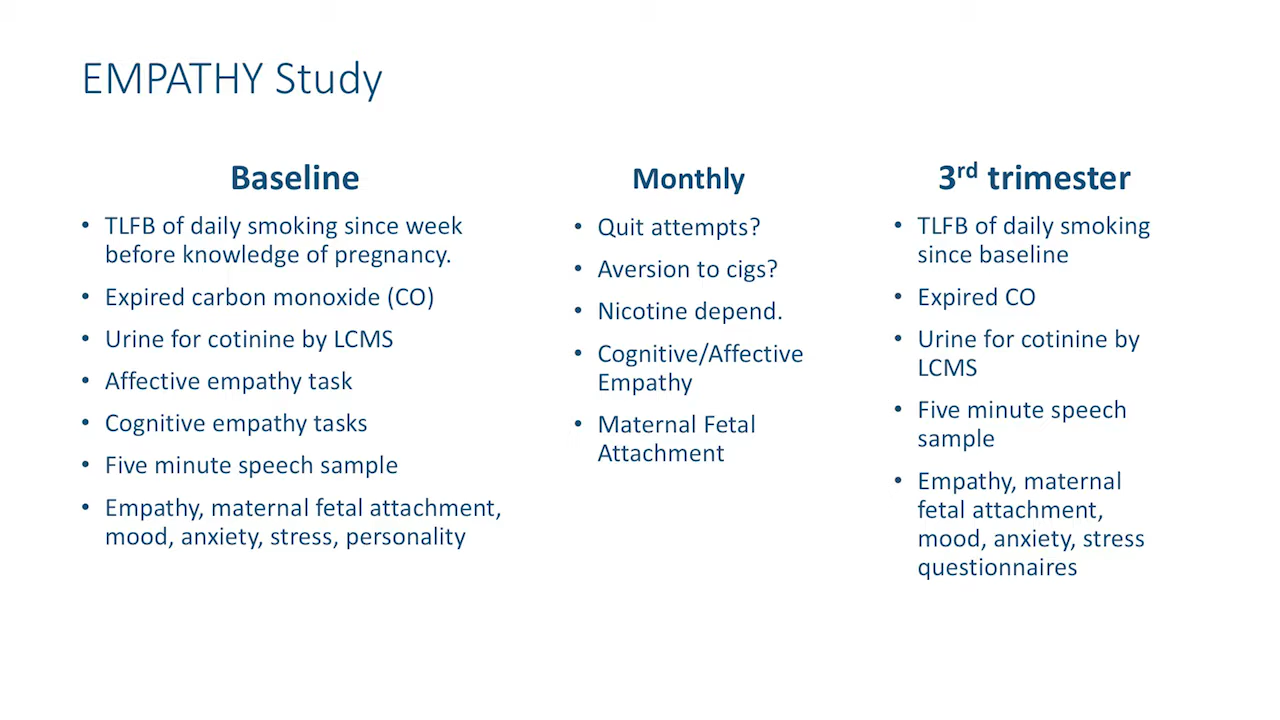 EMPATHY Study
Baseline
• TLFB of daily smoking since week
before knowledge of pregnancy.
• Expired carbon monoxide (CO)
• Urine for cotinine by LCMS
• Affective empathy task
• Cognitive empathy tasks
• Five minute speech sample
• Empathy, maternal fetal attachment,
mood, anxiety, stress, personality
Monthly
• Quit attempts?
• Aversion to cigs?
• Nicotine depend.
• Cognitive/Affective
Empathy
• Maternal Fetal
Attachment
3rd trimester
• TLFB of daily smoking
since baseline
• Expired CO
• Urine for cotinine by
LCMS
• Five minute speech
sample
• Empathy, maternal
fetal attachment,
mood, anxiety, stress
questionnaires